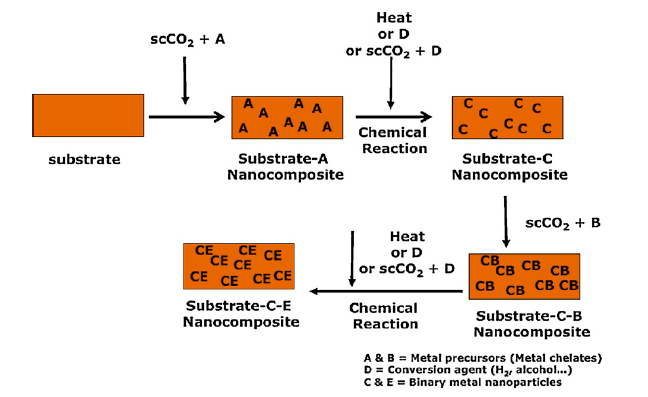 scCO₂ + A
Heat
or D
or scCO₂ + D
substrate
A A A A A A A A A
Substrate-A
Nanocomposite
Chemical
Reaction
C C C C C C C C C
Substrate-C
Nanocomposite
scCO₂ + B
Heat
or D
or scCO₂ + D
CE CE CE CE CE CE CE CE CE
Substrate-C-E
Nanocomposite
Chemical
Reaction
CB CB CB CB CB CB CB CB
Substrate-C-B
Nanocomposite
A & B = Metal precursors (Metal chelates)
D = Conversion agent (H₂, alcohol...)
C & E = Binary metal nanoparticles